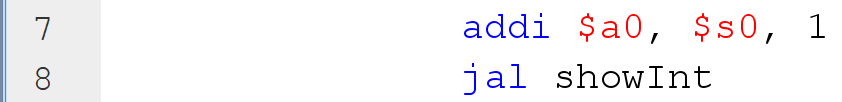 7 addi $a0, $s0, 1
8 jal showInt